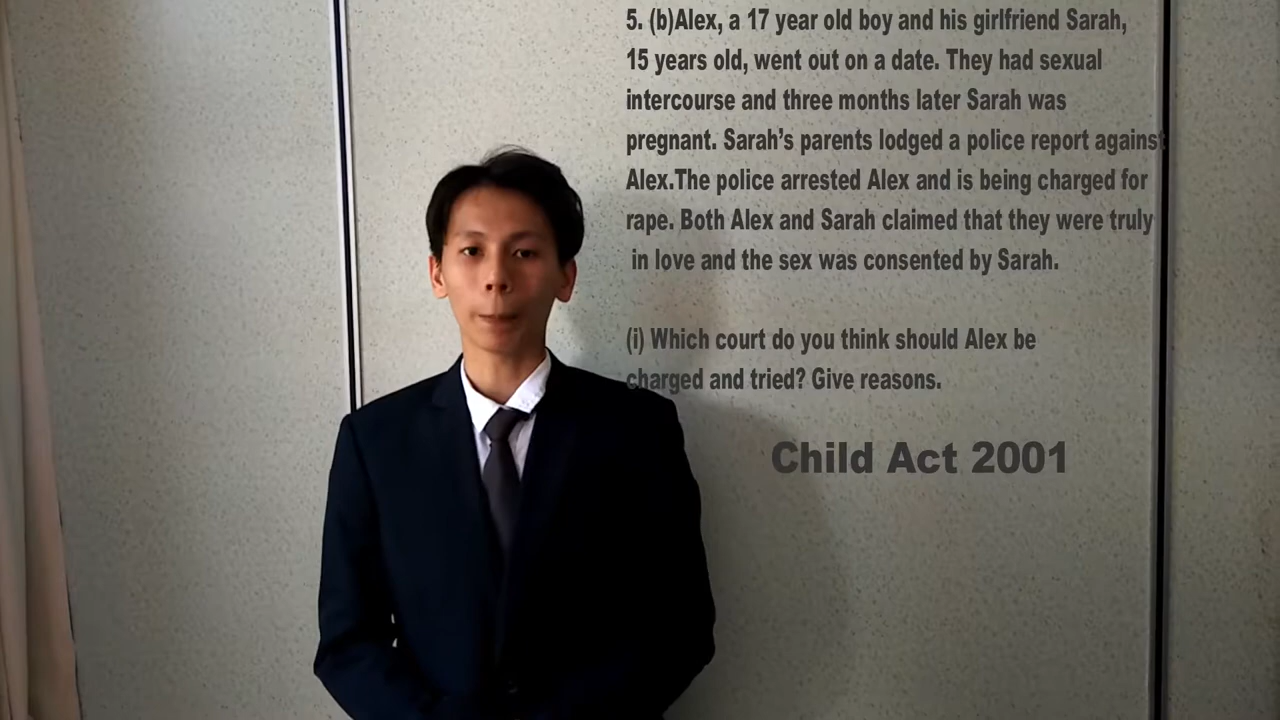 5. (b)Alex, a 17 year old boy and his girlfriend Sarah,
15 years old, went out on a date. They had sexual
intercourse and three months later Sarah was
pregnant. Sarah’s parents lodged a police report against
Alex.The police arrested Alex and is being charged for
rape. Both Alex and Sarah claimed that they were truly
in love and the sex was consented by Sarah.
(i) Which court do you think should Alex be
charged and tried? Give reasons.
Child Act 2001